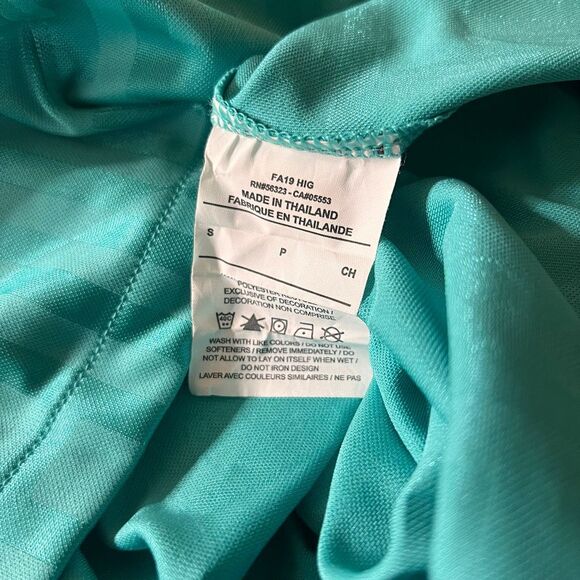 FA19 HIG
RN#56323 - CA#05553
MADE IN THAILAND
FABRIQUE EN THAILANDE
S P CH
POLYESTER
EXCLUSIVE OF DECORATION /
DECORATION NON COMPRISE
WASH WITH LIKE COLORS / DO NOT USE
SOFTENERS / REMOVE IMMEDIATELY / DO
NOT ALLOW TO LAY ON ITSELF WHEN WET /
DO NOT IRON DESIGN
LAVER AVEC COULEURS SIMILAIRES / NE PAS